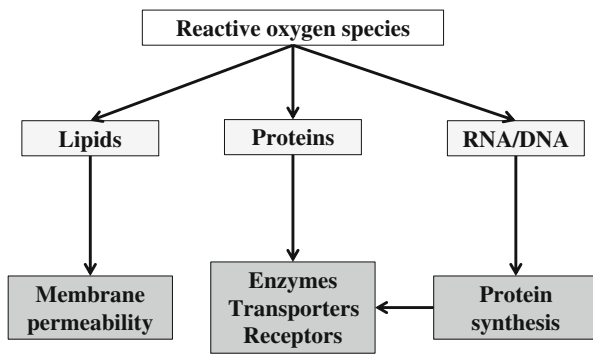 Reactive oxygen species
Lipids
Proteins
RNA/DNA
Membrane
permeability
Enzymes
Transporters
Receptors
Protein
synthesis